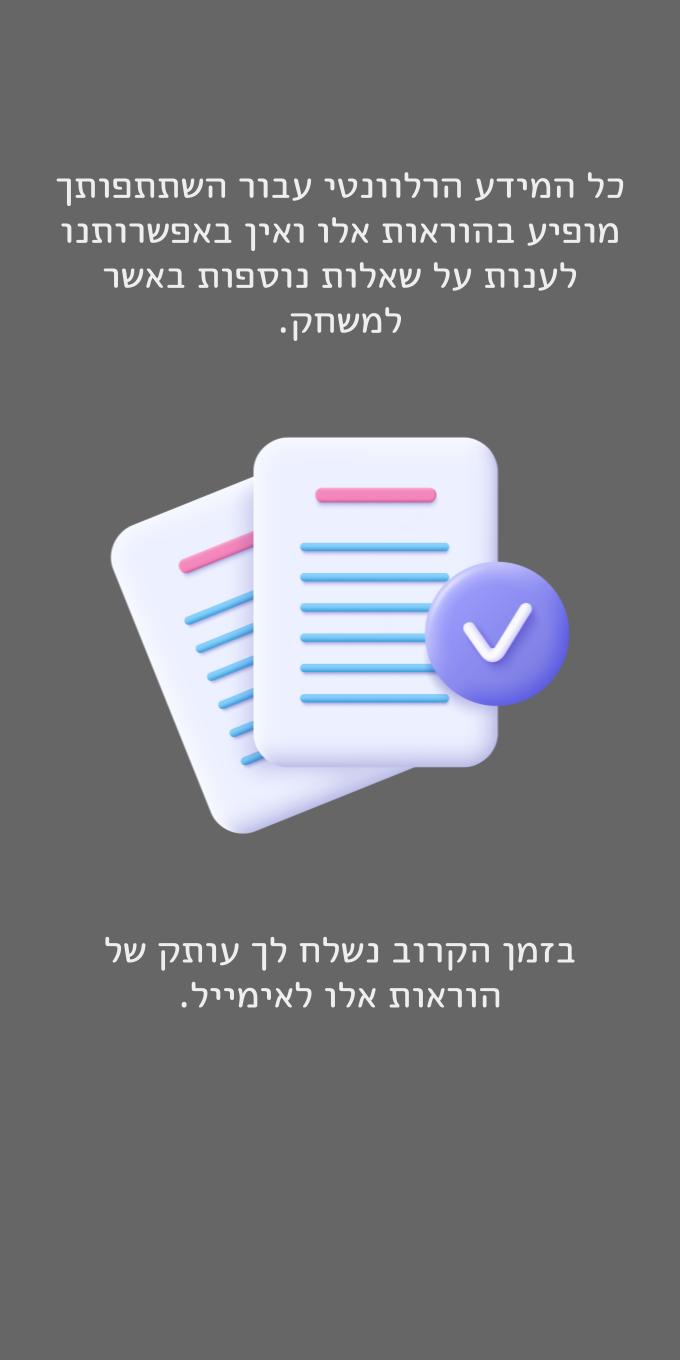 כל המידע הרלוונטי עבור השתתפותך
מופיע בהוראות אלו ואין באפשרותנו
לענות על שאלות נוספות באשר
למשחק.
בזמן הקרוב נשלח לך עותק של
הוראות אלו לאימייל.